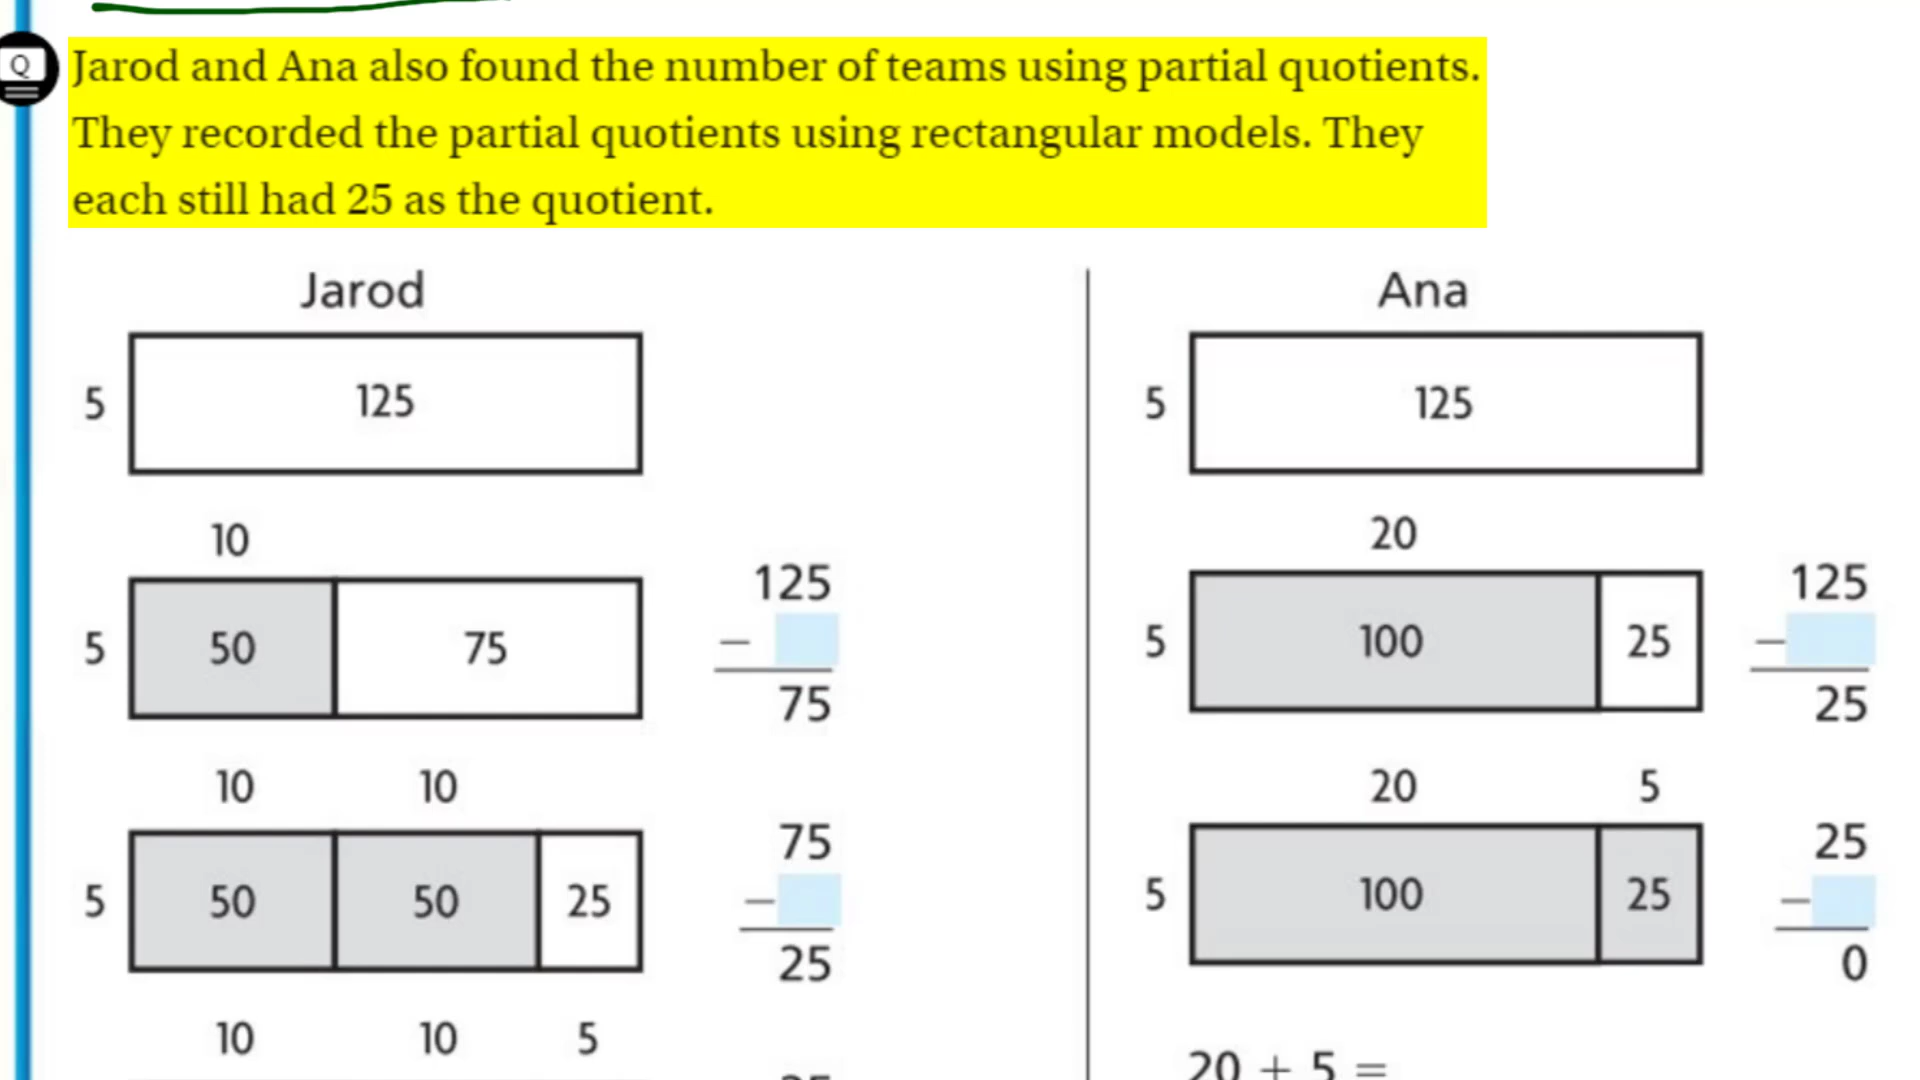 Q
Jarod and Ana also found the number of teams using partial quotients.
They recorded the partial quotients using rectangular models. They
each still had 25 as the quotient.
Jarod
5 125
10
5 50 75
125
−
75
10 10
5 50 50 25
75
−
25
10 10 5
Ana
5 125
20
5 100 25
125
−
25
20 5
5 100 25
25
−
0
20 + 5 =